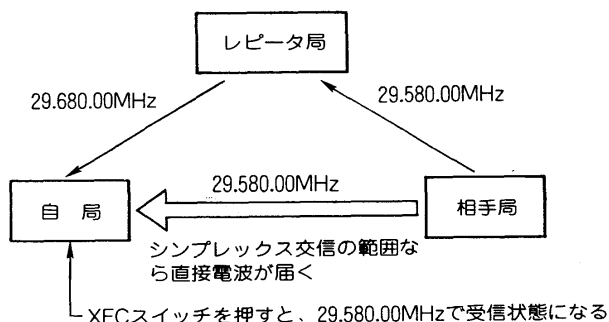 レピータ局
29.680.00MHz
29.580.00MHz
29.580.00MHz
自 局
相手局
シンプレックス交信の範囲な
ら直接電波が届く
XFCスイッチを押すと、29.580.00MHzで受信状態になる